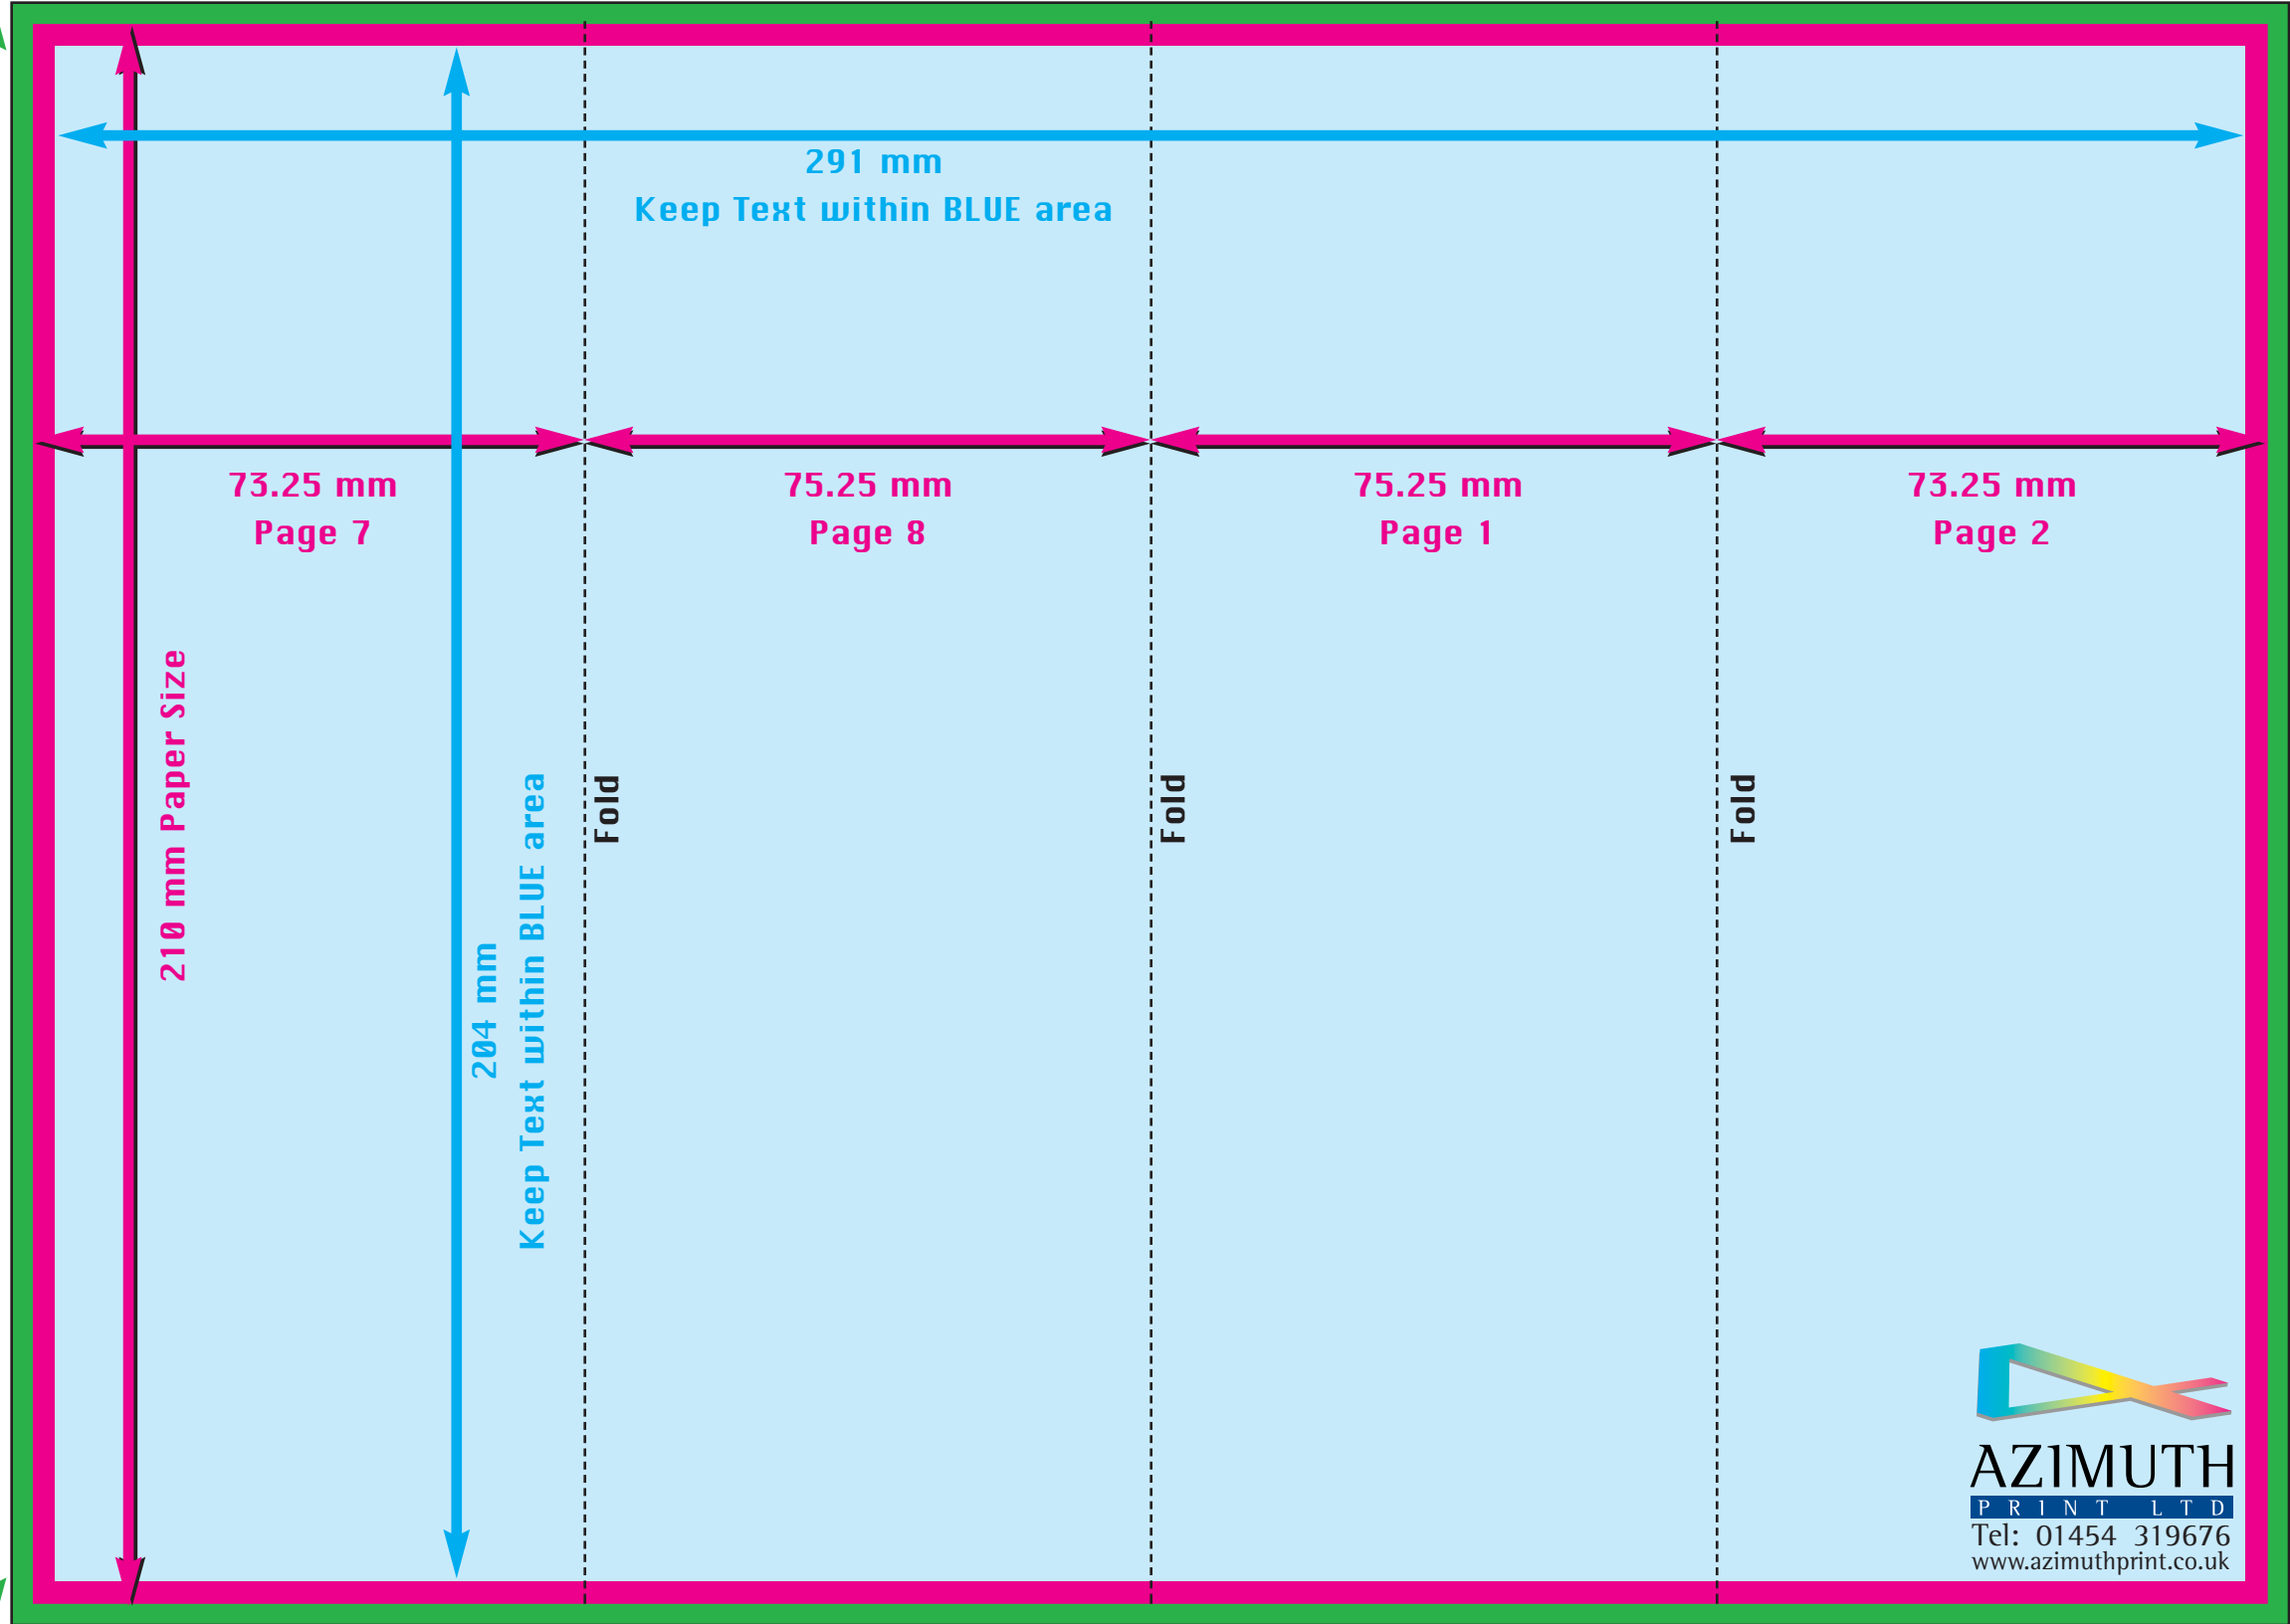 291 mm
Keep Text within BLUE area
73.25 mm
Page 7
75.25 mm
Page 8
75.25 mm
Page 1
73.25 mm
Page 2
210 mm Paper Size
204 mm
Keep Text within BLUE area
Fold
Fold
Fold
AZIMUTH
PRINT LTD
Tel: 01454 319676
www.azimuthprint.co.uk